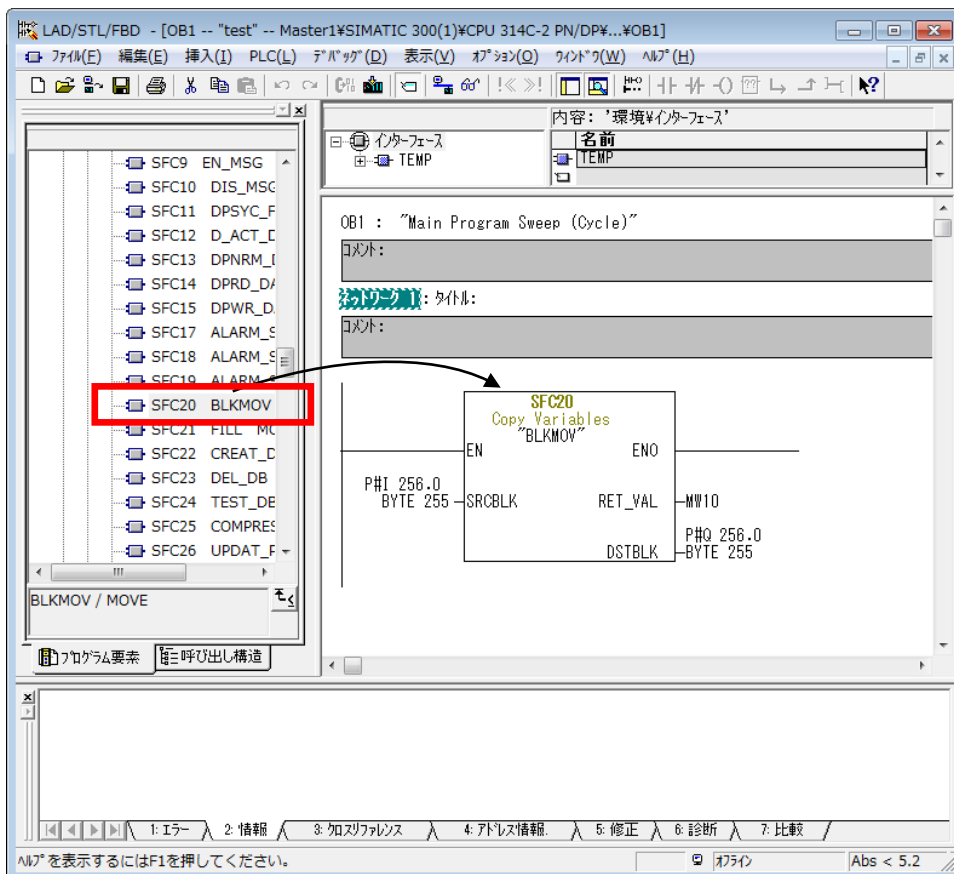 LAD/STL/FBD - [OB1 -- "test" -- Master1¥SIMATIC 300(1)¥CPU 314C-2 PN/DP¥...¥OB1]
ファイル(F) 編集(E) 挿入(I) PLC(L) デバッグ(D) 表示(V) オプション(O) ウィンドウ(W) ヘルプ(H)
内容: '環境¥インターフェース'
インターフェース
TEMP
名前
TEMP
SFC9 EN_MSG
SFC10 DIS_MSG
SFC11 DPSYC_F
SFC12 D_ACT_D
SFC13 DPNRM_D
SFC14 DPRD_DA
SFC15 DPWR_D
SFC17 ALARM_S
SFC18 ALARM_S
SFC19 ALARM_S
SFC20 BLKMOV
SFC21 FILL MO
SFC22 CREAT_D
SFC23 DEL_DB
SFC24 TEST_DB
SFC25 COMPRES
SFC26 UPDAT_P
BLKMOV / MOVE
プログラム要素 呼び出し構造
OB1 : "Main Program Sweep (Cycle)"
コメント:
ネットワーク 1: タイトル:
コメント:
SFC20
Copy Variables
"BLKMOV"
EN ENO
P#I 256.0
BYTE 255 SRCBLK RET_VAL MW10
P#Q 256.0
DSTBLK BYTE 255
1: エラー 2: 情報 3: クロスリファレンス 4: アドレス情報. 5: 修正 6: 診断 7: 比較
ヘルプを表示するにはF1を押してください。 オフライン Abs < 5.2